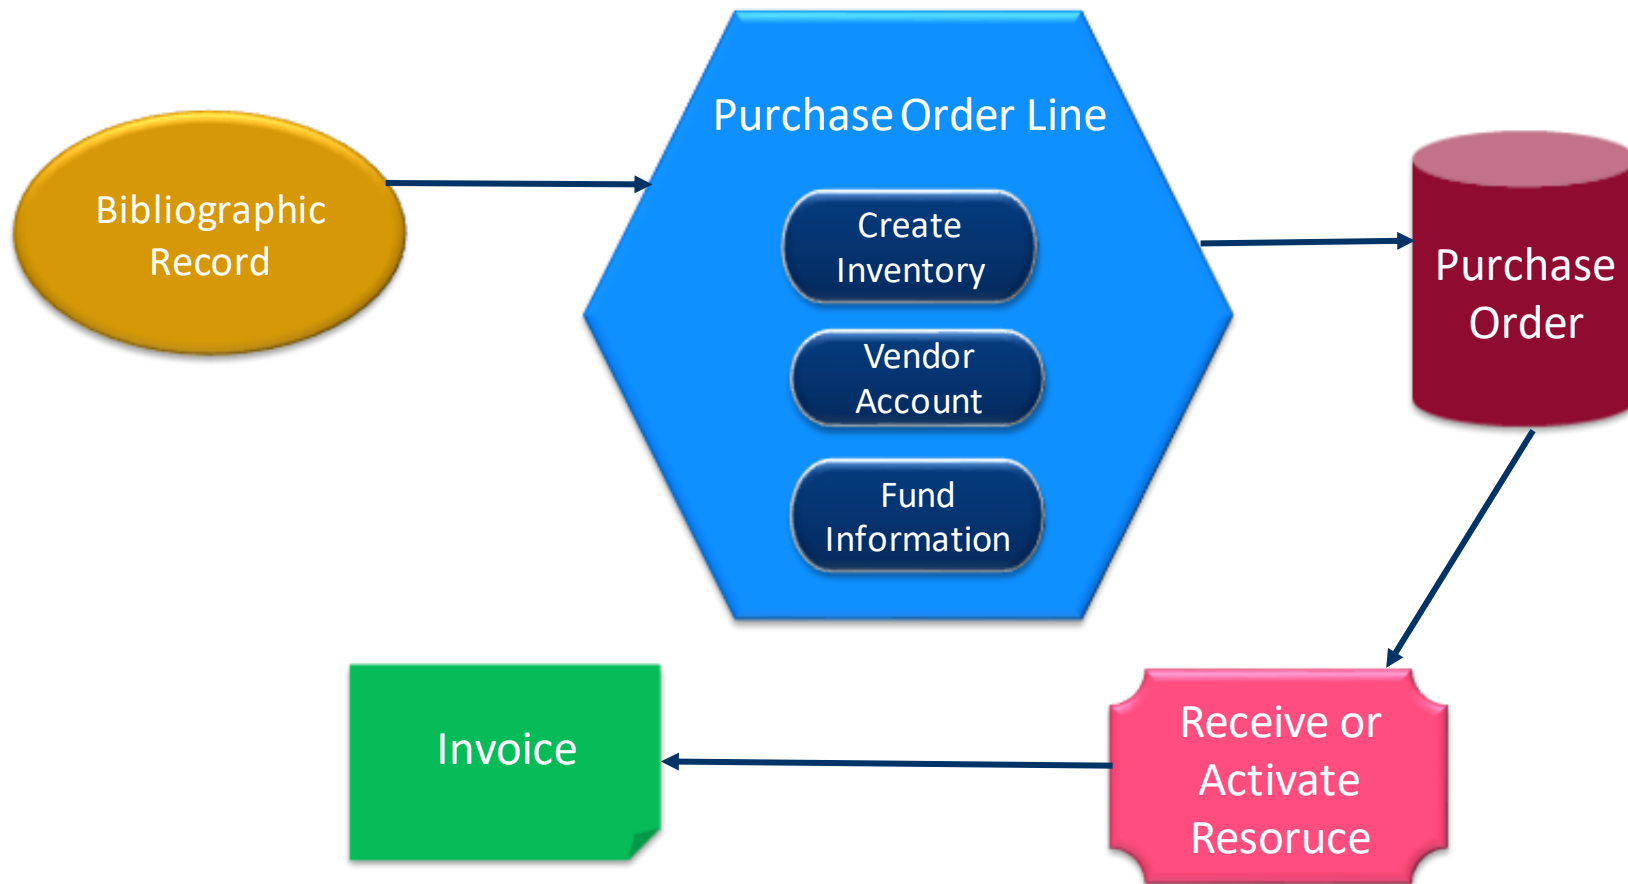 Bibliographic
Record
Purchase Order Line
Create
Inventory
Vendor
Account
Fund
Information
Purchase
Order
Receive or
Activate
Resoruce
Invoice